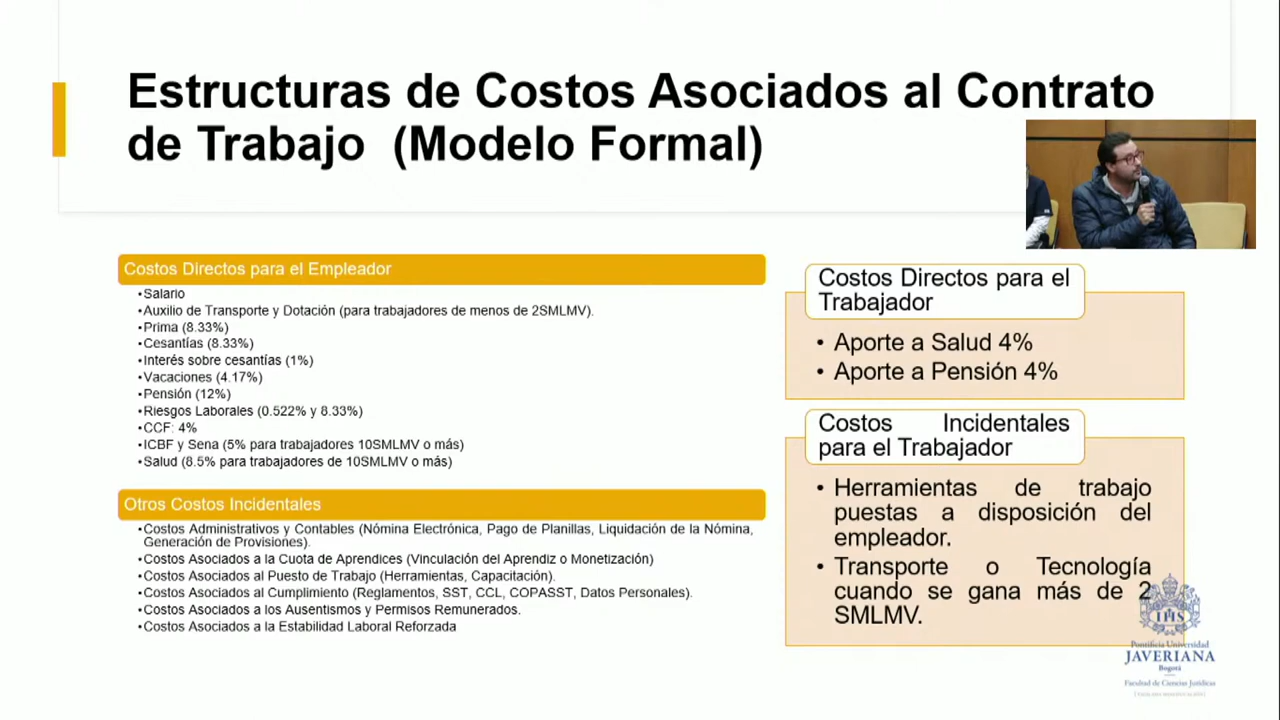 Estructuras de Costos Asociados al Contrato
de Trabajo (Modelo Formal)
Costos Directos para el Empleador
•Salario
•Auxilio de Transporte y Dotación (para trabajadores de menos de 2SMLMV).
•Prima (8.33%)
•Cesantías (8.33%)
•Interés sobre cesantías (1%)
•Vacaciones (4.17%)
•Pensión (12%)
•Riesgos Laborales (0.522% y 8.33%)
•CCF: 4%
•ICBF y Sena (5% para trabajadores 10SMLMV o más)
•Salud (8.5% para trabajadores de 10SMLMV o más)
Otros Costos Incidentales
•Costos Administrativos y Contables (Nómina Electrónica, Pago de Planillas, Liquidación de la Nómina,
Generación de Provisiones).
•Costos Asociados a la Cuota de Aprendices (Vinculación del Aprendiz o Monetización)
•Costos Asociados al Puesto de Trabajo (Herramientas, Capacitación).
•Costos Asociados al Cumplimiento (Reglamentos, SST, CCL, COPASST, Datos Personales).
•Costos Asociados a los Ausentismos y Permisos Remunerados.
•Costos Asociados a la Estabilidad Laboral Reforzada
Costos Directos para el
Trabajador
• Aporte a Salud 4%
• Aporte a Pensión 4%
Costos Incidentales
para el Trabajador
• Herramientas de trabajo
puestas a disposición del
empleador.
• Transporte o Tecnología
cuando se gana más de 2
SMLMV.
IHS
Pontificia Universidad
JAVERIANA
Bogotá
Facultad de Ciencias Jurídicas